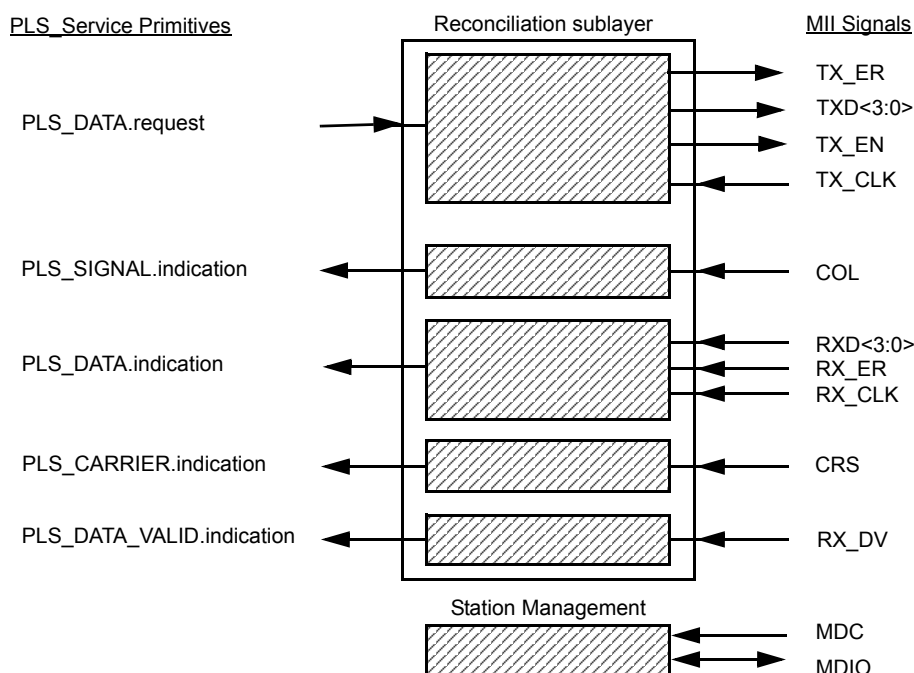 PLS_Service Primitives
Reconciliation sublayer
MII Signals
TX_ER
TXD<3:0>
PLS_DATA.request
TX_EN
TX_CLK
PLS_SIGNAL.indication
COL
RXD<3:0>
PLS_DATA.indication
RX_ER
RX_CLK
PLS_CARRIER.indication
CRS
PLS_DATA_VALID.indication
RX_DV
Station Management
MDC
MDIO